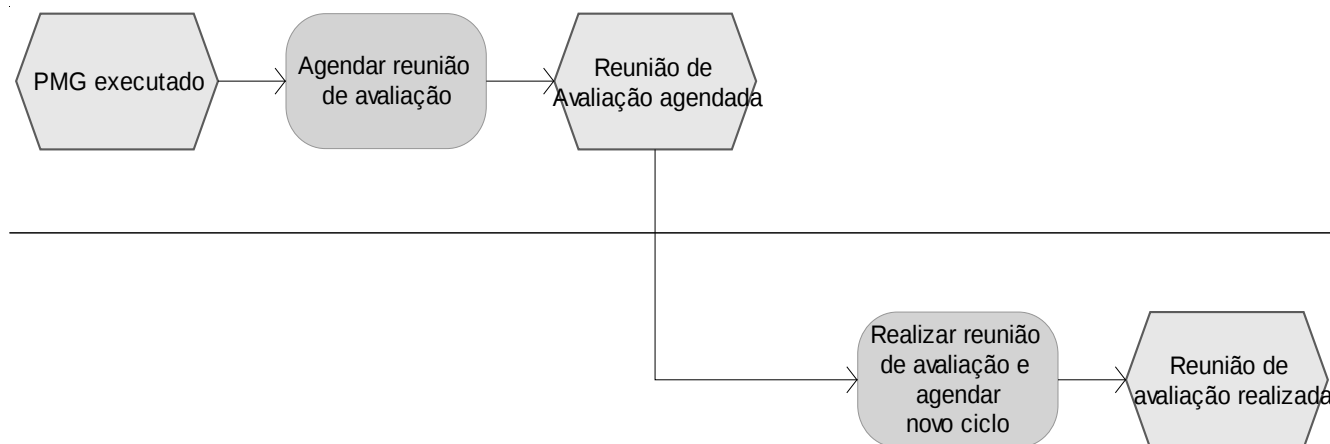 PMG executado
Agendar reunião
de avaliação
Reunião de
Avaliação agendada
Realizar reunião
de avaliação e
agendar
novo ciclo
Reunião de
avaliação realizada